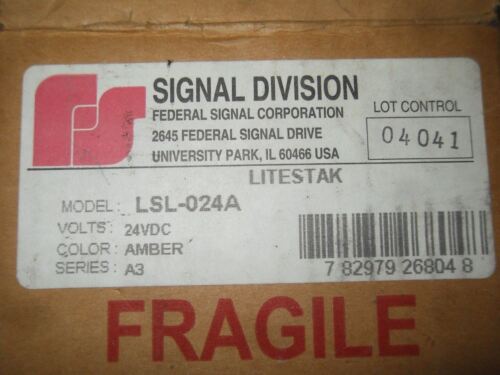 SIGNAL DIVISION
FEDERAL SIGNAL CORPORATION
2645 FEDERAL SIGNAL DRIVE
UNIVERSITY PARK, IL 60466 USA
LOT CONTROL
04041
LITESTAK
MODEL: LSL-024A
VOLTS: 24VDC
COLOR: AMBER
SERIES: A3
7 82979 26804 8
FRAGILE